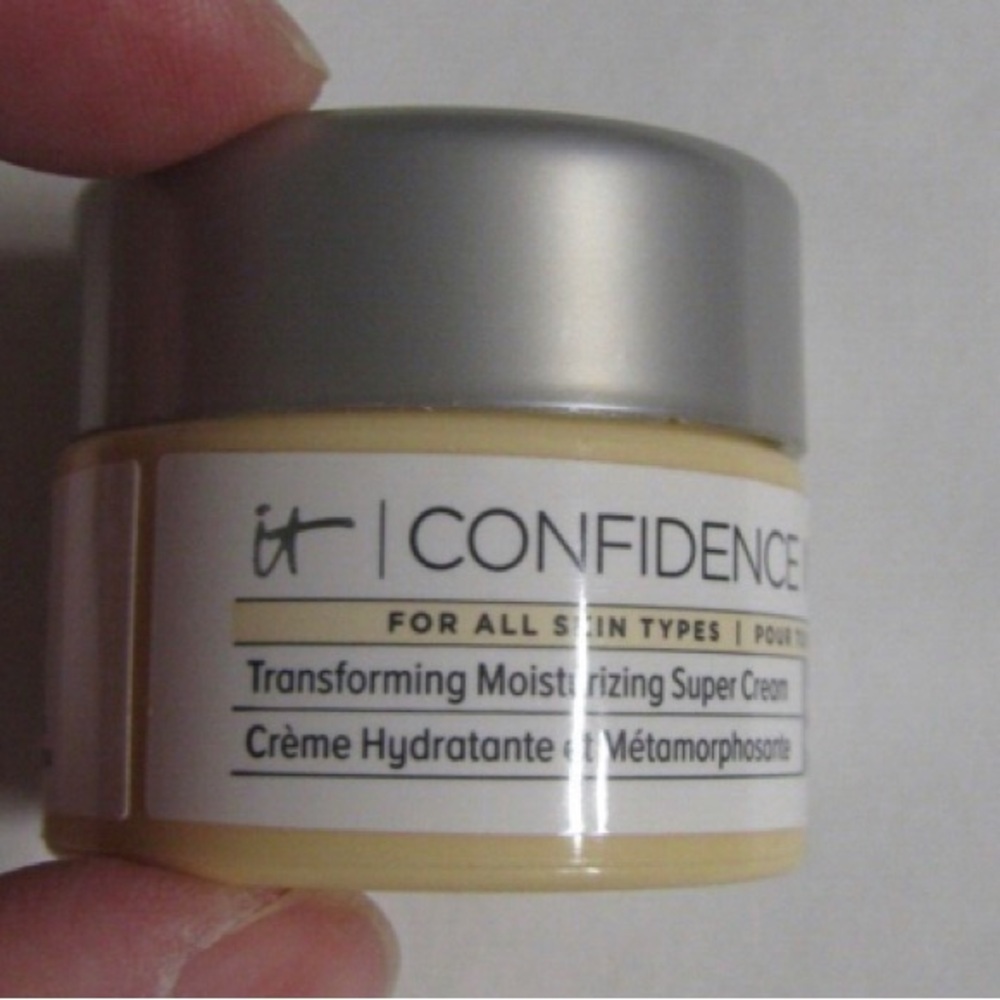 it | CONFIDENCE
FOR ALL SKIN TYPES | POUR
Transforming Moisturizing Super Cream
Crème Hydratante et Métamorphosante